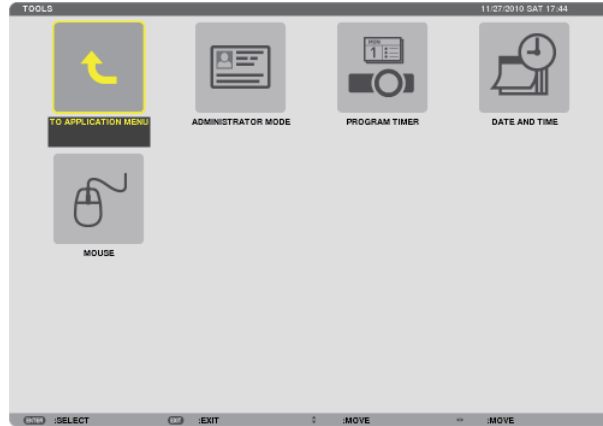 TOOLS 11/27/2010 SAT 17:44
MON
1
TO APPLICATION MENU ADMINISTRATOR MODE PROGRAM TIMER DATE AND TIME
MOUSE
ENTER :SELECT EXIT :EXIT :MOVE :MOVE